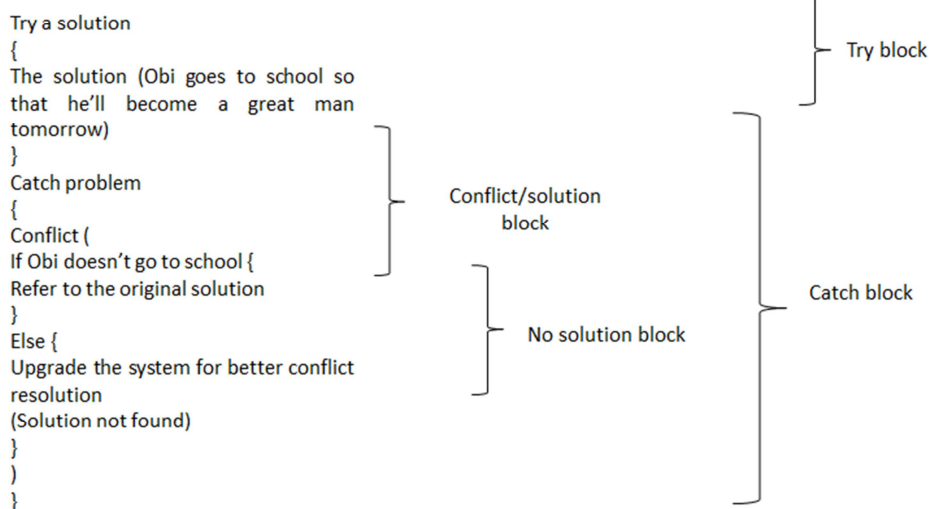 Try a solution
{
The solution (Obi goes to school so
that he'll become a great man
tomorrow)
}
Catch problem
{
Conflict (
If Obi doesn't go to school {
Refer to the original solution
}
Else {
Upgrade the system for better conflict
resolution
(Solution not found)
}
)
}
Try block
Conflict/solution
block
No solution block
Catch block